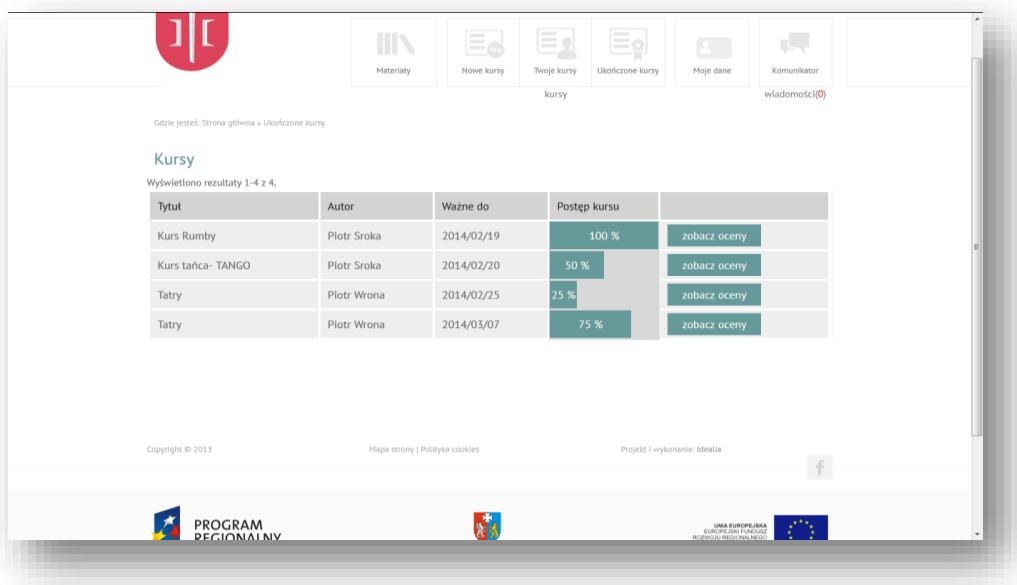 Materiały
Nowe kursy
Twoje kursy
Ukończone kursy
Moje dane
Komunikator
kursy
wiadomości(0)
Gdzie jesteś: Strona główna » Ukończone kursy
Kursy
Wyświetlono rezultaty 1-4 z 4.
Tytuł Autor Ważne do Postęp kursu
Kurs Rumby Piotr Sroka 2014/02/19 100 % zobacz oceny
Kurs tańca- TANGO Piotr Sroka 2014/02/20 50 % zobacz oceny
Tatry Piotr Wrona 2014/02/25 25 % zobacz oceny
Tatry Piotr Wrona 2014/03/07 75 % zobacz oceny
Copyright © 2013 Mapa strony | Polityka cookies Projekt i wykonanie: Idealia
f
PROGRAM
REGIONALNY
UNIA EUROPEJSKA
EUROPEJSKI FUNDUSZ
ROZWOJU REGIONALNEGO